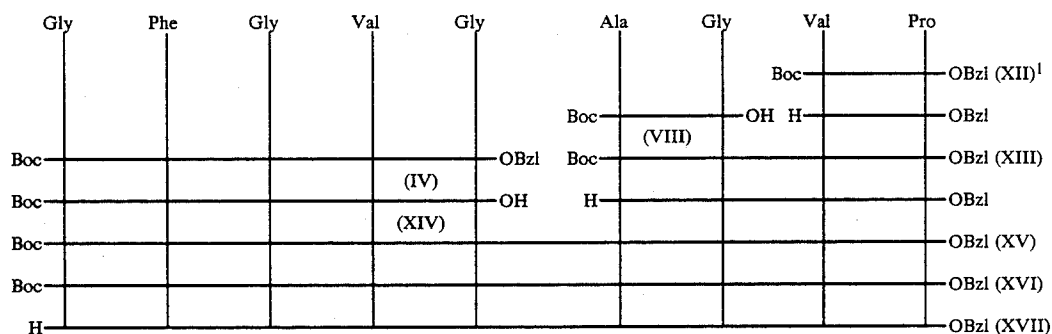 Gly Phe Gly Val Gly Ala Gly Val Pro
Boc OBzl (XII)¹
Boc OH H OBzl
(VIII)
Boc OBzl Boc OBzl (XIII)
(IV)
Boc OH H OBzl
(XIV)
Boc OBzl (XV)
Boc OBzl (XVI)
H OBzl (XVII)